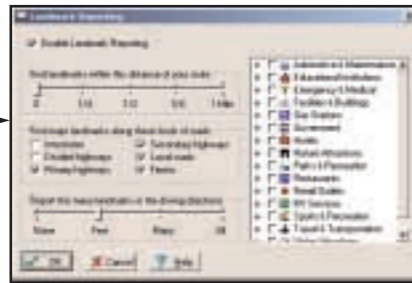 Landmark Reporting
Enable Landmark Reporting
Find landmarks within this distance of your route:
0 1/4 1/2 3/4 1 Mile
Find major landmarks along these kinds of roads:
Interstates
Secondary highways
Divided highways
Local roads
Primary highways
Ferries
Report this many landmarks in the driving directions
None Few Many All
OK Cancel Help
Automotive & Maintenance
Educational Institutions
Emergency & Medical
Facilities & Buildings
Gas Stations
Government
Hotels
Nature Attractions
Parks & Recreation
Restaurants
Retail Outlets
RV Services
Sports & Recreation
Travel & Transportation